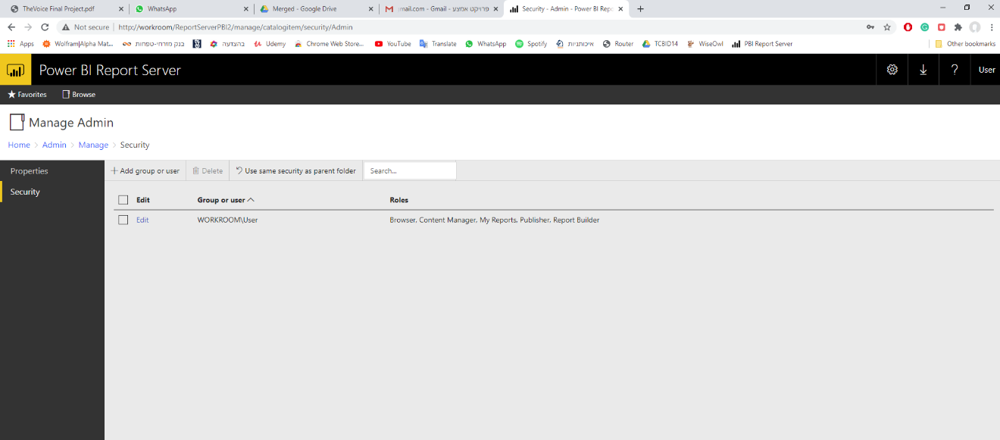 TheVoice Final Project.pdf
WhatsApp
Merged - Google Drive
פרויקט אמצע - imail.com - Gmail
Security - Admin - Power BI Repo
Not secure
http://workroom/ReportServerPBI2/manage/catalogitem/security/Admin
Apps
Wolfram|Alpha Mat...
בנק מזרחי-טפחות
בהצדעה
Udemy
Chrome Web Store...
YouTube
Translate
WhatsApp
Spotify
איכותניות
Router
TCBID14
WiseOwl
PBI Report Server
Other bookmarks
Power BI Report Server
?
User
Favorites
Browse
Manage Admin
Home > Admin > Manage > Security
Properties
Security
+ Add group or user
Delete
Use same security as parent folder
Search...
Edit
Group or user
Roles
Edit
WORKROOM\User
Browser, Content Manager, My Reports, Publisher, Report Builder